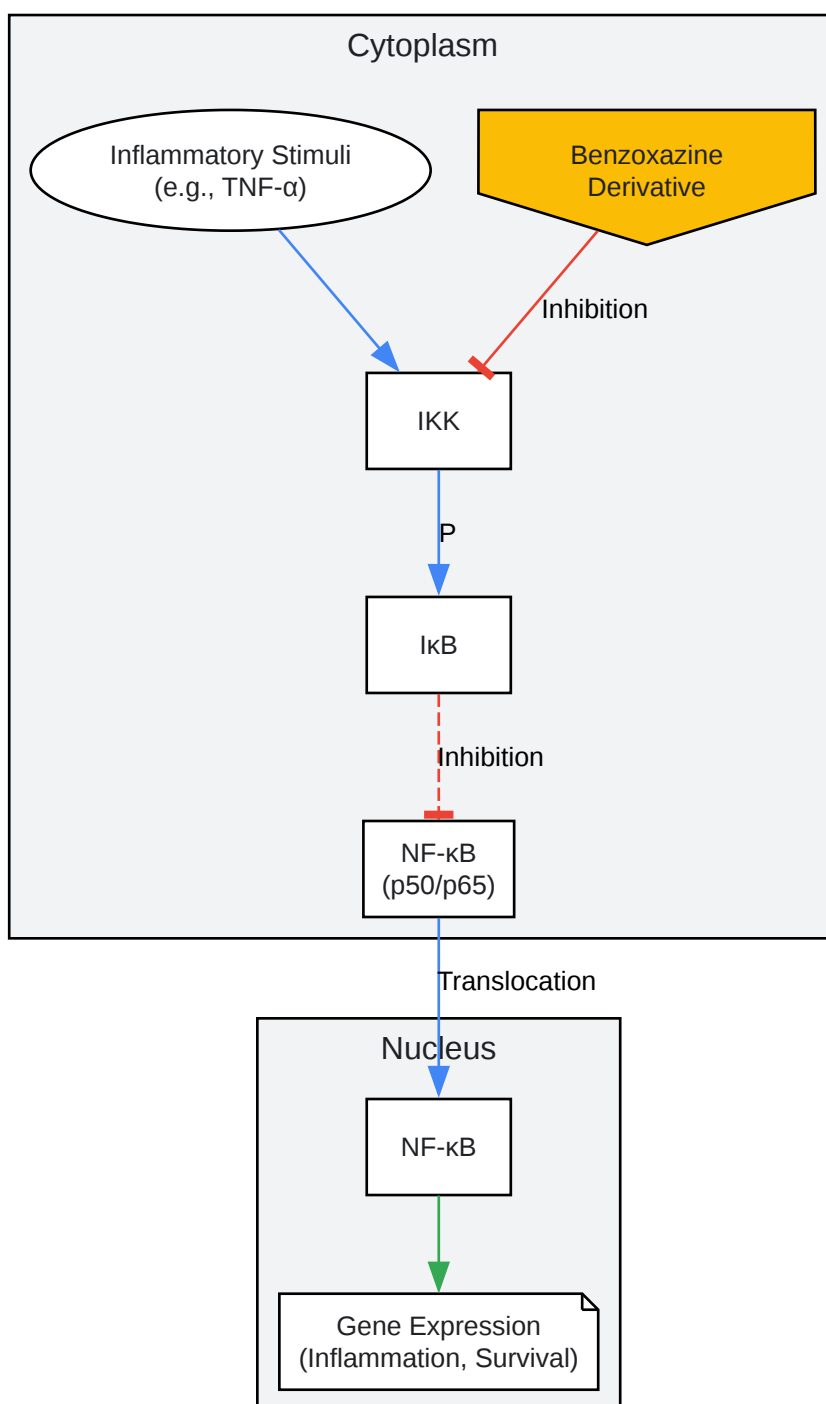 Cytoplasm
Inflammatory Stimuli
(e.g., TNF-α)
Benzoxazine
Derivative
Inhibition
IKK
P
IκB
Inhibition
NF-κB
(p50/p65)
Translocation
Nucleus
NF-κB
Gene Expression
(Inflammation, Survival)